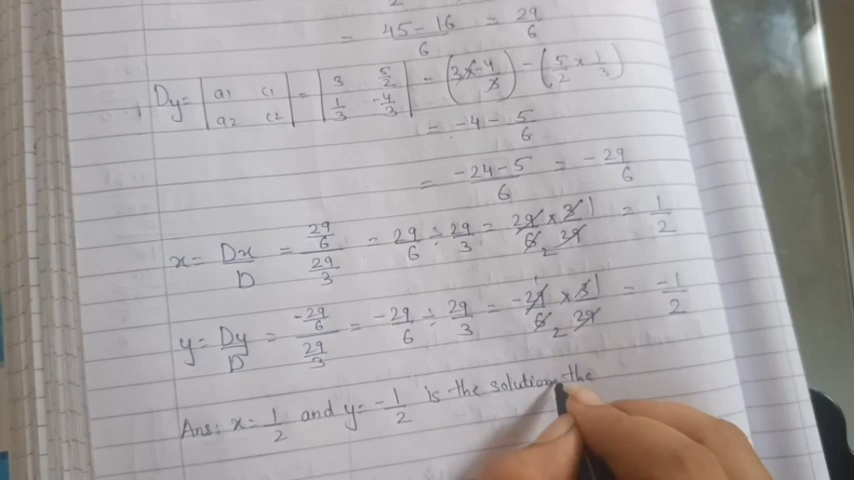 = 45-16/6 = 29/6
Dy = |a1 c1| = |3 5/2| = (3×-4/3) - (5/2 × 1/3)
|a2 c2| |1/3 -4/3|
= -4 - 5/6
= -24-5/6 = -29/6
x = Dx/D = 29/6 / 29/3 = 29/6 ÷ 29/3 = 29/6 × 3/29 = 1/2
y = Dy/D = -29/6 / 29/3 = -29/6 ÷ 29/3 = -29/6 × 3/29 = -1/2
Ans: x = 1/2 and y = -1/2 is the solution the